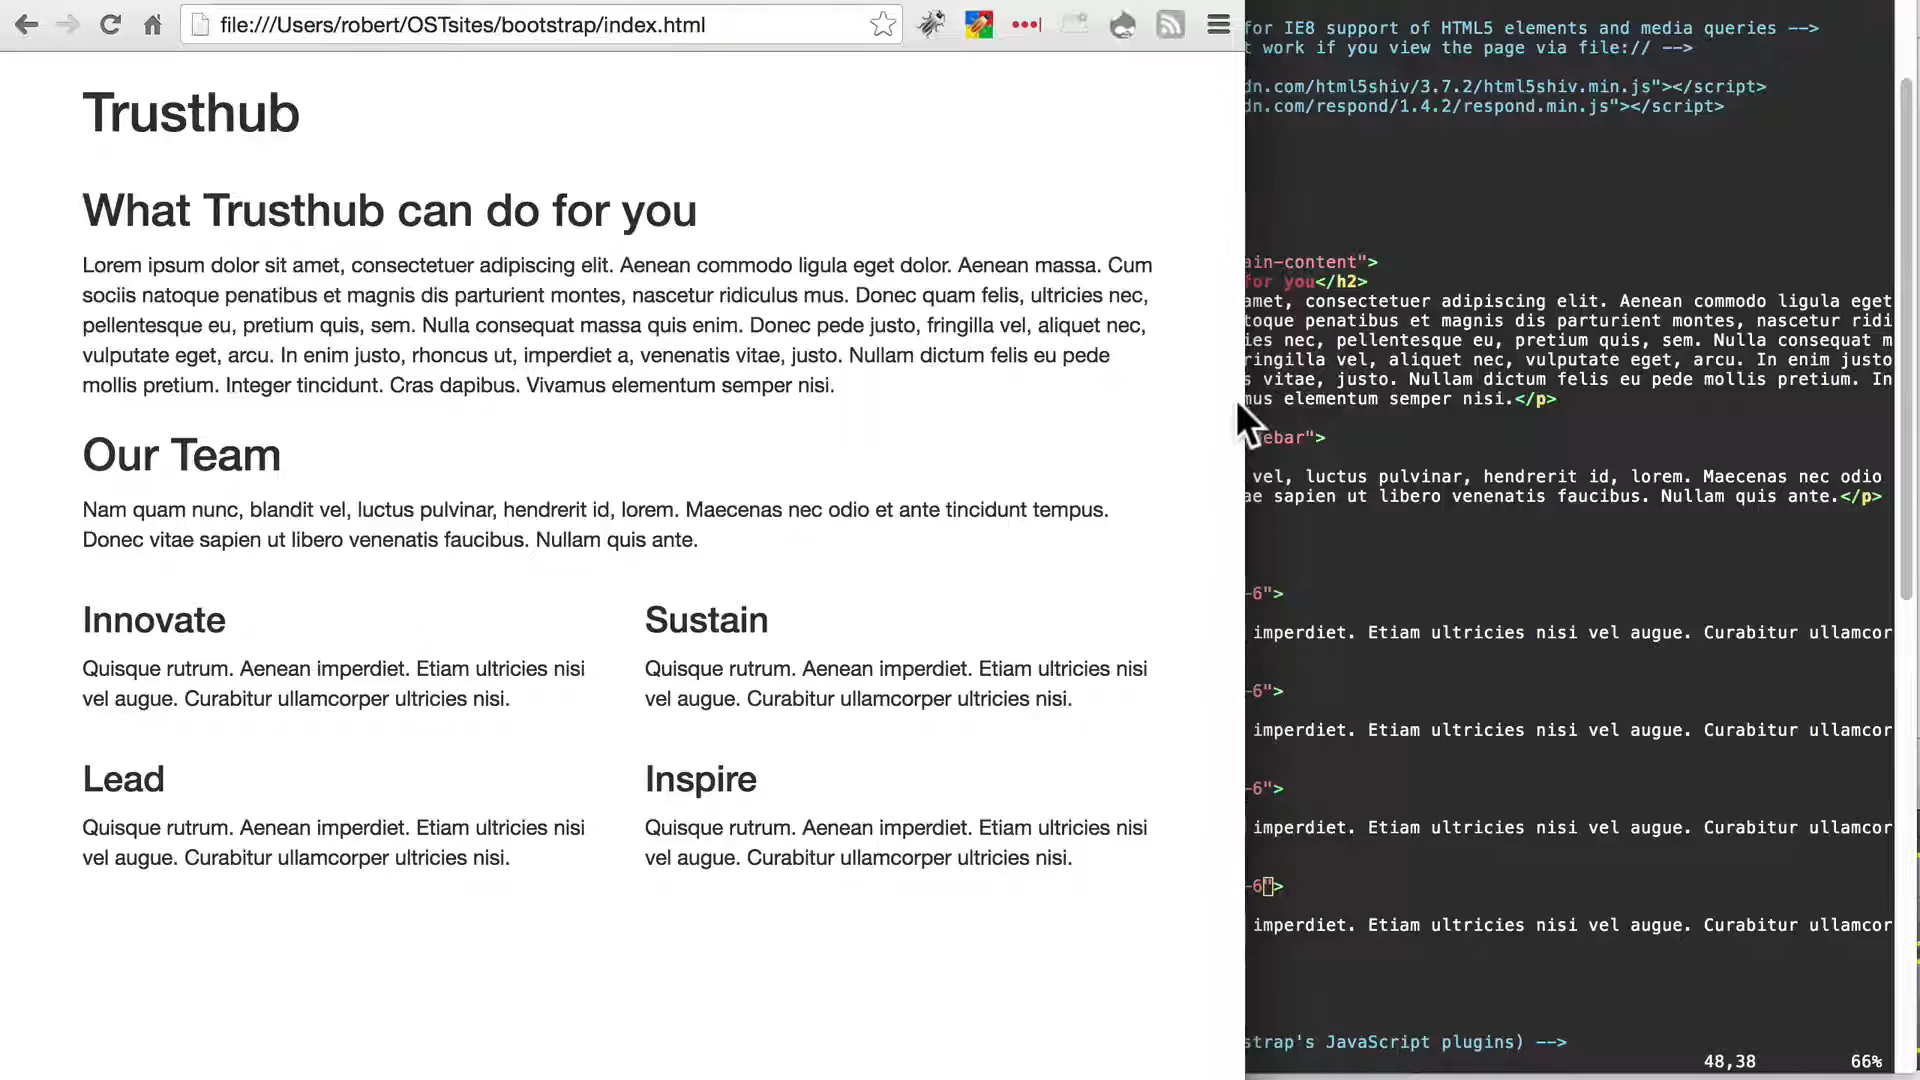 file:///Users/robert/OSTsites/bootstrap/index.html
Trusthub
What Trusthub can do for you
Lorem ipsum dolor sit amet, consectetuer adipiscing elit. Aenean commodo ligula eget dolor. Aenean massa. Cum
sociis natoque penatibus et magnis dis parturient montes, nascetur ridiculus mus. Donec quam felis, ultricies nec,
pellentesque eu, pretium quis, sem. Nulla consequat massa quis enim. Donec pede justo, fringilla vel, aliquet nec,
vulputate eget, arcu. In enim justo, rhoncus ut, imperdiet a, venenatis vitae, justo. Nullam dictum felis eu pede
mollis pretium. Integer tincidunt. Cras dapibus. Vivamus elementum semper nisi.
Our Team
Nam quam nunc, blandit vel, luctus pulvinar, hendrerit id, lorem. Maecenas nec odio et ante tincidunt tempus.
Donec vitae sapien ut libero venenatis faucibus. Nullam quis ante.
Innovate
Quisque rutrum. Aenean imperdiet. Etiam ultricies nisi
vel augue. Curabitur ullamcorper ultricies nisi.
Sustain
Quisque rutrum. Aenean imperdiet. Etiam ultricies nisi
vel augue. Curabitur ullamcorper ultricies nisi.
Lead
Quisque rutrum. Aenean imperdiet. Etiam ultricies nisi
vel augue. Curabitur ullamcorper ultricies nisi.
Inspire
Quisque rutrum. Aenean imperdiet. Etiam ultricies nisi
vel augue. Curabitur ullamcorper ultricies nisi.
for IE8 support of HTML5 elements and media queries -->
t work if you view the page via file:// -->
dn.com/html5shiv/3.7.2/html5shiv.min.js"></script>
dn.com/respond/1.4.2/respond.min.js"></script>
ain-content">
for you</h2>
amet, consectetuer adipiscing elit. Aenean commodo ligula eget
toque penatibus et magnis dis parturient montes, nascetur ridi
ies nec, pellentesque eu, pretium quis, sem. Nulla consequat m
ringilla vel, aliquet nec, vulputate eget, arcu. In enim justo
s vitae, justo. Nullam dictum felis eu pede mollis pretium. In
mus elementum semper nisi.</p>
ebar">
vel, luctus pulvinar, hendrerit id, lorem. Maecenas nec odio
ae sapien ut libero venenatis faucibus. Nullam quis ante.</p>
-6">
imperdiet. Etiam ultricies nisi vel augue. Curabitur ullamcor
-6">
imperdiet. Etiam ultricies nisi vel augue. Curabitur ullamcor
-6">
imperdiet. Etiam ultricies nisi vel augue. Curabitur ullamcor
-6">
imperdiet. Etiam ultricies nisi vel augue. Curabitur ullamcor
strap's JavaScript plugins) -->
48,38 66%